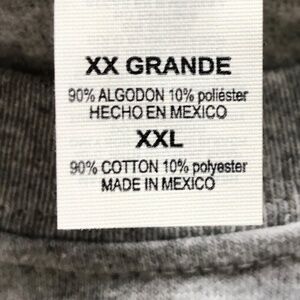 XX GRANDE
90% ALGODON 10% poliéster
HECHO EN MEXICO
XXL
90% COTTON 10% polyester
MADE IN MEXICO